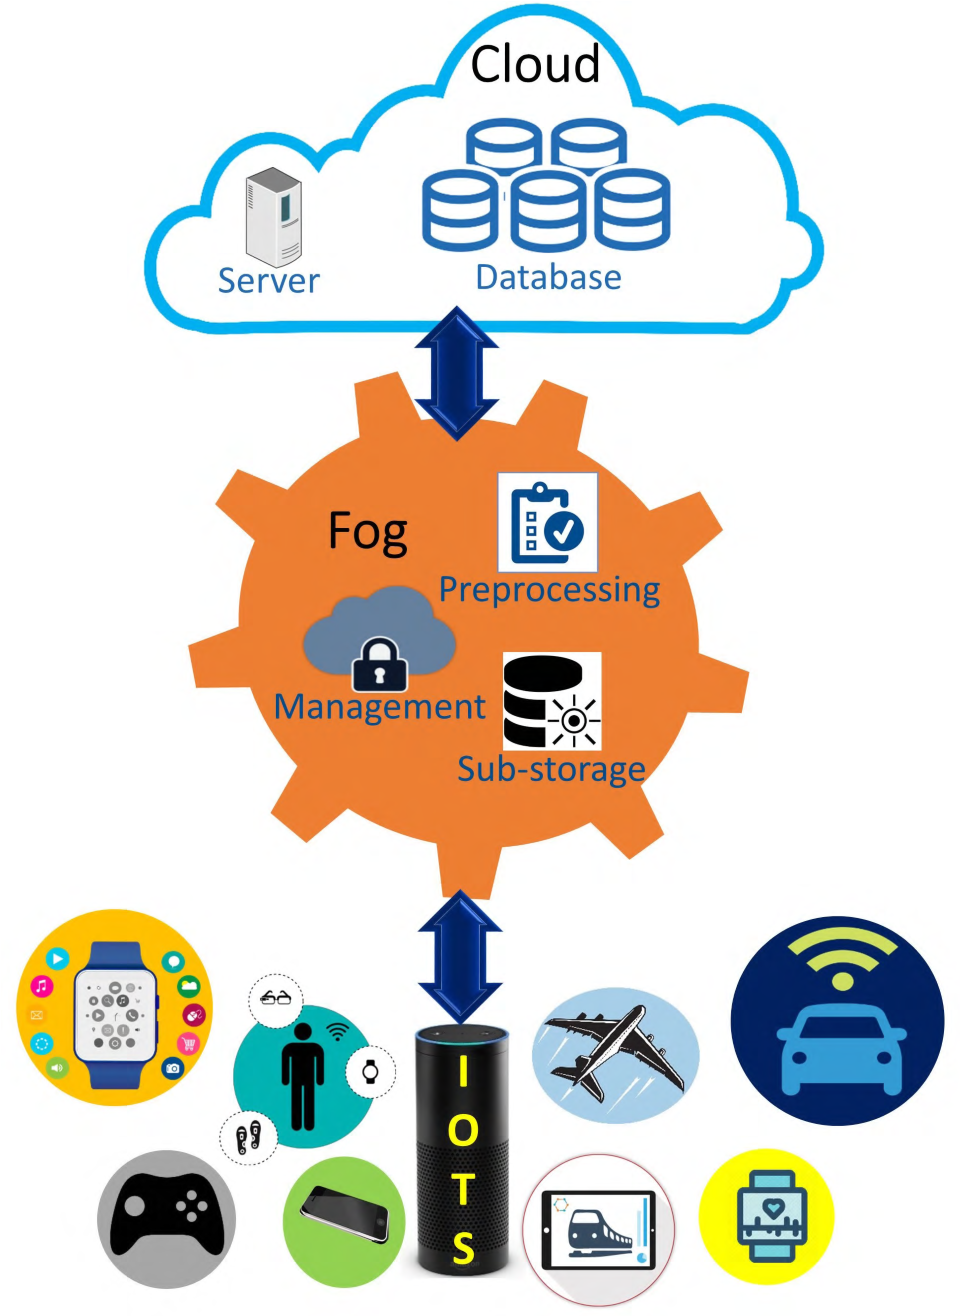 Cloud
Server
Database
Fog
Preprocessing
Management
Sub-storage
I
O
T
S